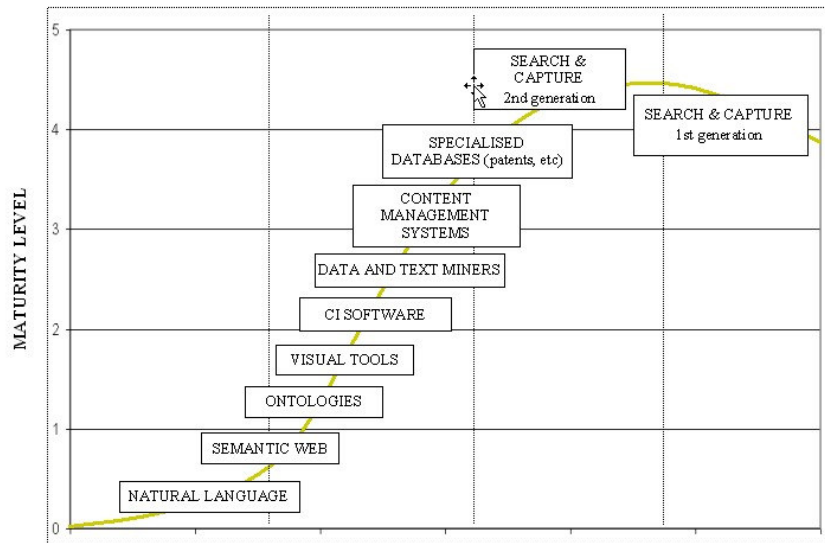 5
SEARCH &
CAPTURE
2nd generation
SEARCH & CAPTURE
1st generation
4
SPECIALISED
DATABASES (patents, etc)
CONTENT
MANAGEMENT
SYSTEMS
3
DATA AND TEXT MINERS
CI SOFTWARE
2
VISUAL TOOLS
ONTOLOGIES
1
SEMANTIC WEB
NATURAL LANGUAGE
0
MATURITY LEVEL